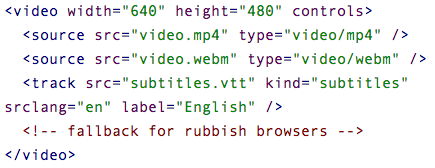 <video width="640" height="480" controls>
<source src="video.mp4" type="video/mp4" />
<source src="video.webm" type="video/webm" />
<track src="subtitles.vtt" kind="subtitles"
srclang="en" label="English" />
<!-- fallback for rubbish browsers -->
</video>